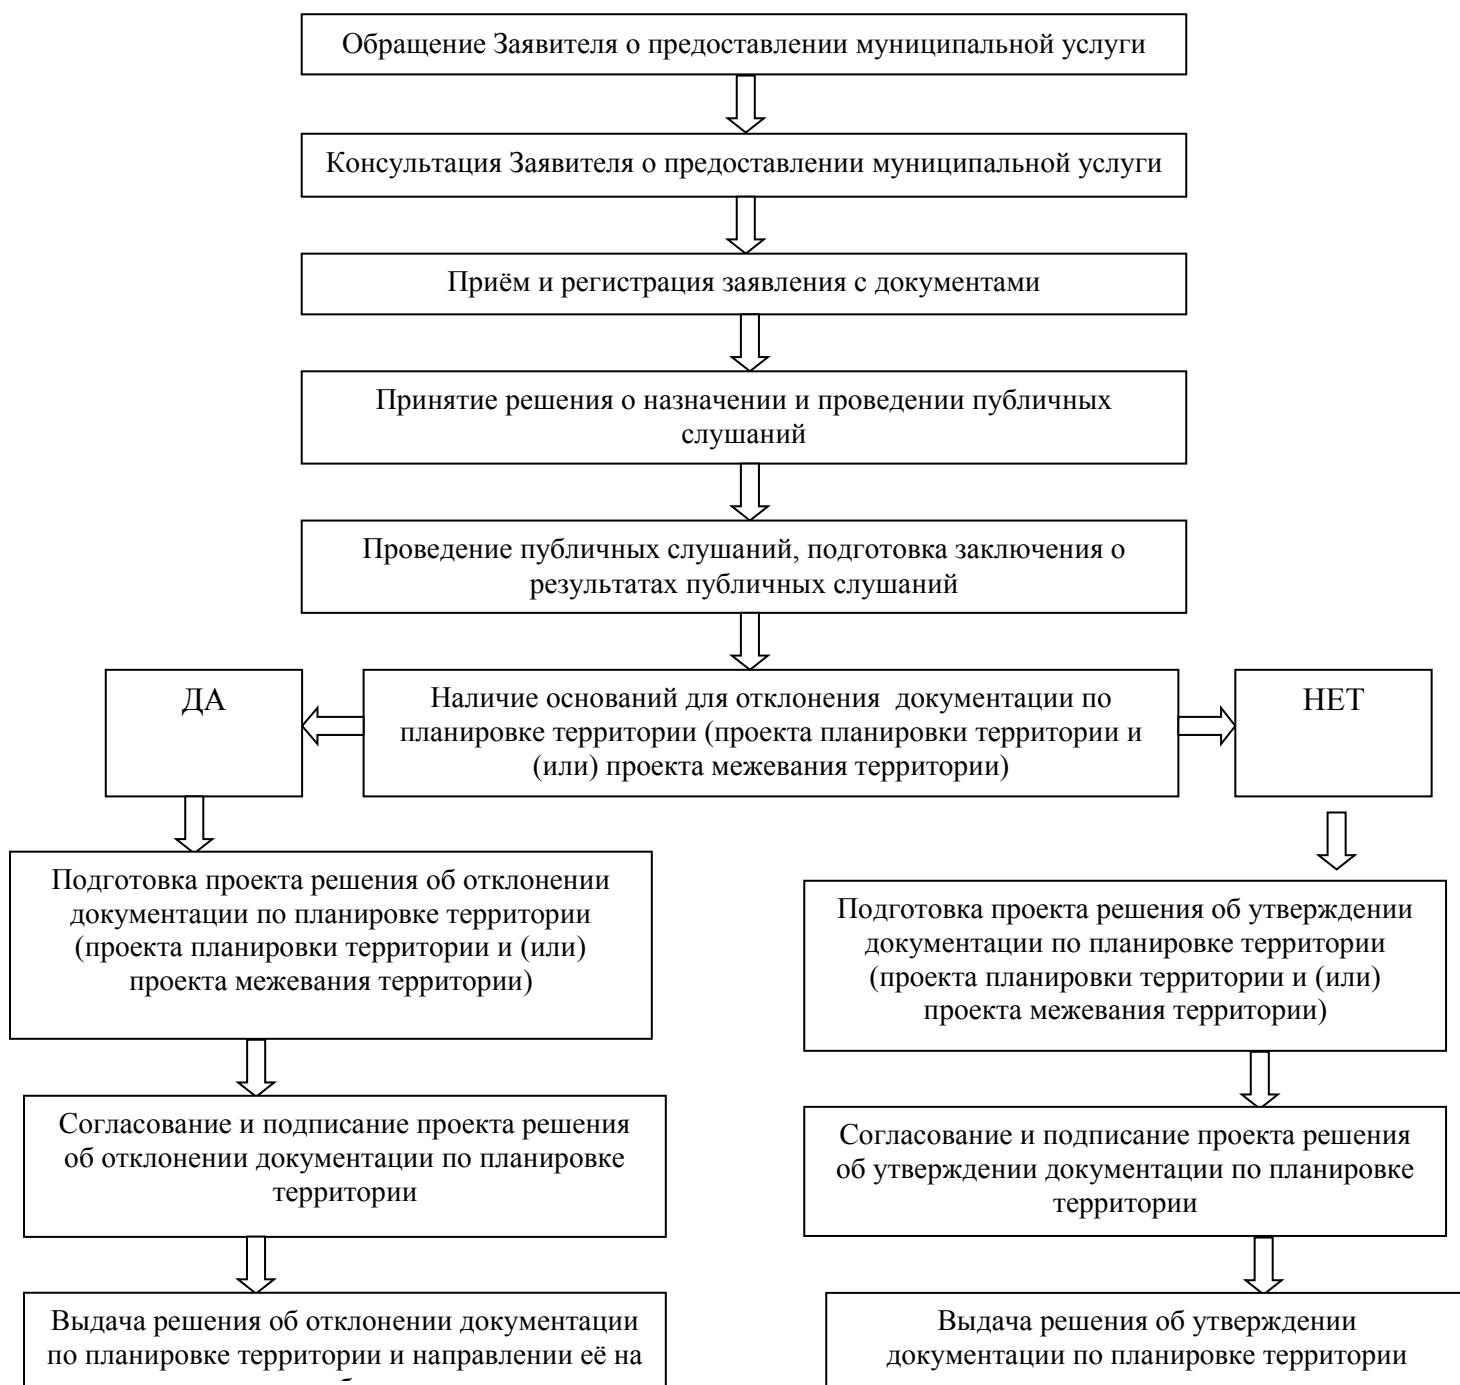 Обращение Заявителя о предоставлении муниципальной услуги
Консультация Заявителя о предоставлении муниципальной услуги
Приём и регистрация заявления с документами
Принятие решения о назначении и проведении публичных
слушаний
Проведение публичных слушаний, подготовка заключения о
результатах публичных слушаний
ДА
Наличие оснований для отклонения документации по
планировке территории (проекта планировки территории и
(или) проекта межевания территории)
НЕТ
Подготовка проекта решения об отклонении
документации по планировке территории
(проекта планировки территории и (или)
проекта межевания территории)
Подготовка проекта решения об утверждении
документации по планировке территории
(проекта планировки территории и (или)
проекта межевания территории)
Согласование и подписание проекта решения
об отклонении документации по планировке
территории
Согласование и подписание проекта решения
об утверждении документации по планировке
территории
Выдача решения об отклонении документации
по планировке территории и направлении её на
Выдача решения об утверждении
документации по планировке территории